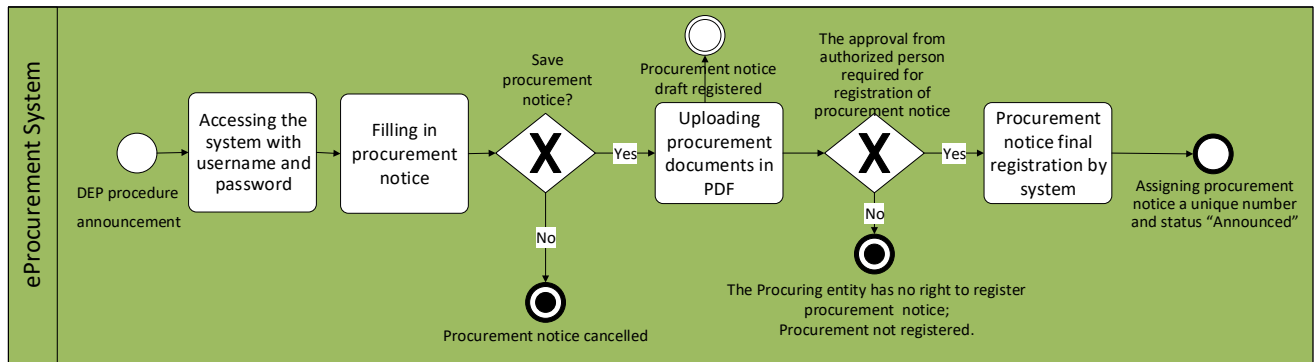 eProcurement System
DEP procedure
announcement
Accessing the
system with
username and
password
Filling in
procurement
notice
Save
procurement
notice?
X
Yes
No
Procurement notice cancelled
Procurement notice
draft registered
Uploading
procurement
documents in
PDF
The approval from
authorized person
required for
registration of
procurement notice
X
Yes
No
The Procuring entity has no right to register
procurement notice;
Procurement not registered.
Procurement
notice final
registration by
system
Assigning procurement
notice a unique number
and status “Announced”